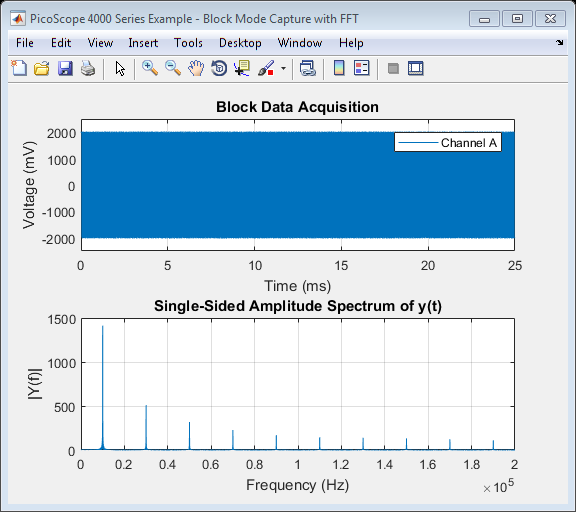 PicoScope 4000 Series Example - Block Mode Capture with FFT
File Edit View Insert Tools Desktop Window Help
Block Data Acquisition
Voltage (mV)
2000
1000
0
-1000
-2000
Channel A
0 5 10 15 20 25
Time (ms)
Single-Sided Amplitude Spectrum of y(t)
|Y(f)|
1500
1000
500
0
0 0.2 0.4 0.6 0.8 1 1.2 1.4 1.6 1.8 2
Frequency (Hz)
×10⁵